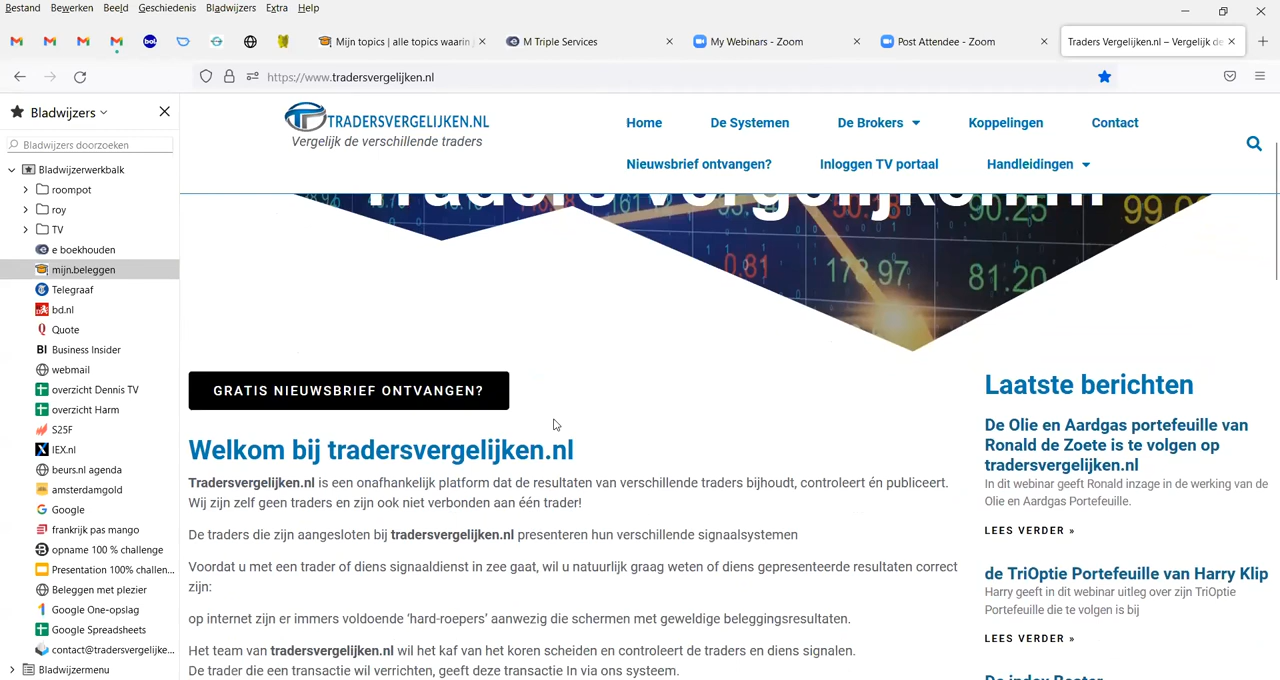 Bestand Bewerken Beeld Geschiedenis Bladwijzers Extra Help
Mijn topics | alle topics waarin
M Triple Services
My Webinars - Zoom
Post Attendee - Zoom
Traders Vergelijken.nl – Vergelijk de
https://www.tradersvergelijken.nl
Bladwijzers
Bladwijzers doorzoeken
Bladwijzerwerkbalk
roompot
roy
TV
e boekhouden
mijn.beleggen
Telegraaf
bd.nl
Quote
Business Insider
webmail
overzicht Dennis TV
overzicht Harm
S25F
IEX.nl
beurs.nl agenda
amsterdamgold
Google
frankrijk pas mango
opname 100 % challenge
Presentation 100% challen...
Beleggen met plezier
Google One-opslag
Google Spreadsheets
contact@tradersvergelijke...
Bladwijzermenu
TRADERSVERGELIJKEN.NL
Vergelijk de verschillende traders
Home De Systemen De Brokers Koppelingen Contact
Nieuwsbrief ontvangen? Inloggen TV portaal Handleidingen
Traders vergelijken.nl
90.25
99
0.81
81.20
GRATIS NIEUWSBRIEF ONTVANGEN?
Welkom bij tradersvergelijken.nl
Tradersvergelijken.nl is een onafhankelijk platform dat de resultaten van verschillende traders bijhoudt, controleert én publiceert.
Wij zijn zelf geen traders en zijn ook niet verbonden aan één trader!
De traders die zijn aangesloten bij tradersvergelijken.nl presenteren hun verschillende signaalsystemen
Voordat u met een trader of diens signaaldienst in zee gaat, wil u natuurlijk graag weten of diens gepresenteerde resultaten correct
zijn:
op internet zijn er immers voldoende ‘hard-roepers’ aanwezig die schermen met geweldige beleggingsresultaten.
Het team van tradersvergelijken.nl wil het kaf van het koren scheiden en controleert de traders en diens signalen.
De trader die een transactie wil verrichten, geeft deze transactie In via ons systeem.
Laatste berichten
De Olie en Aardgas portefeuille van
Ronald de Zoete is te volgen op
tradersvergelijken.nl
In dit webinar geeft Ronald inzage in de werking van de
Olie en Aardgas Portefeuille.
LEES VERDER »
de TriOptie Portefeuille van Harry Klip
Harry geeft in dit webinar uitleg over zijn TriOptie
Portefeuille die te volgen is bij
LEES VERDER »
De index Bester